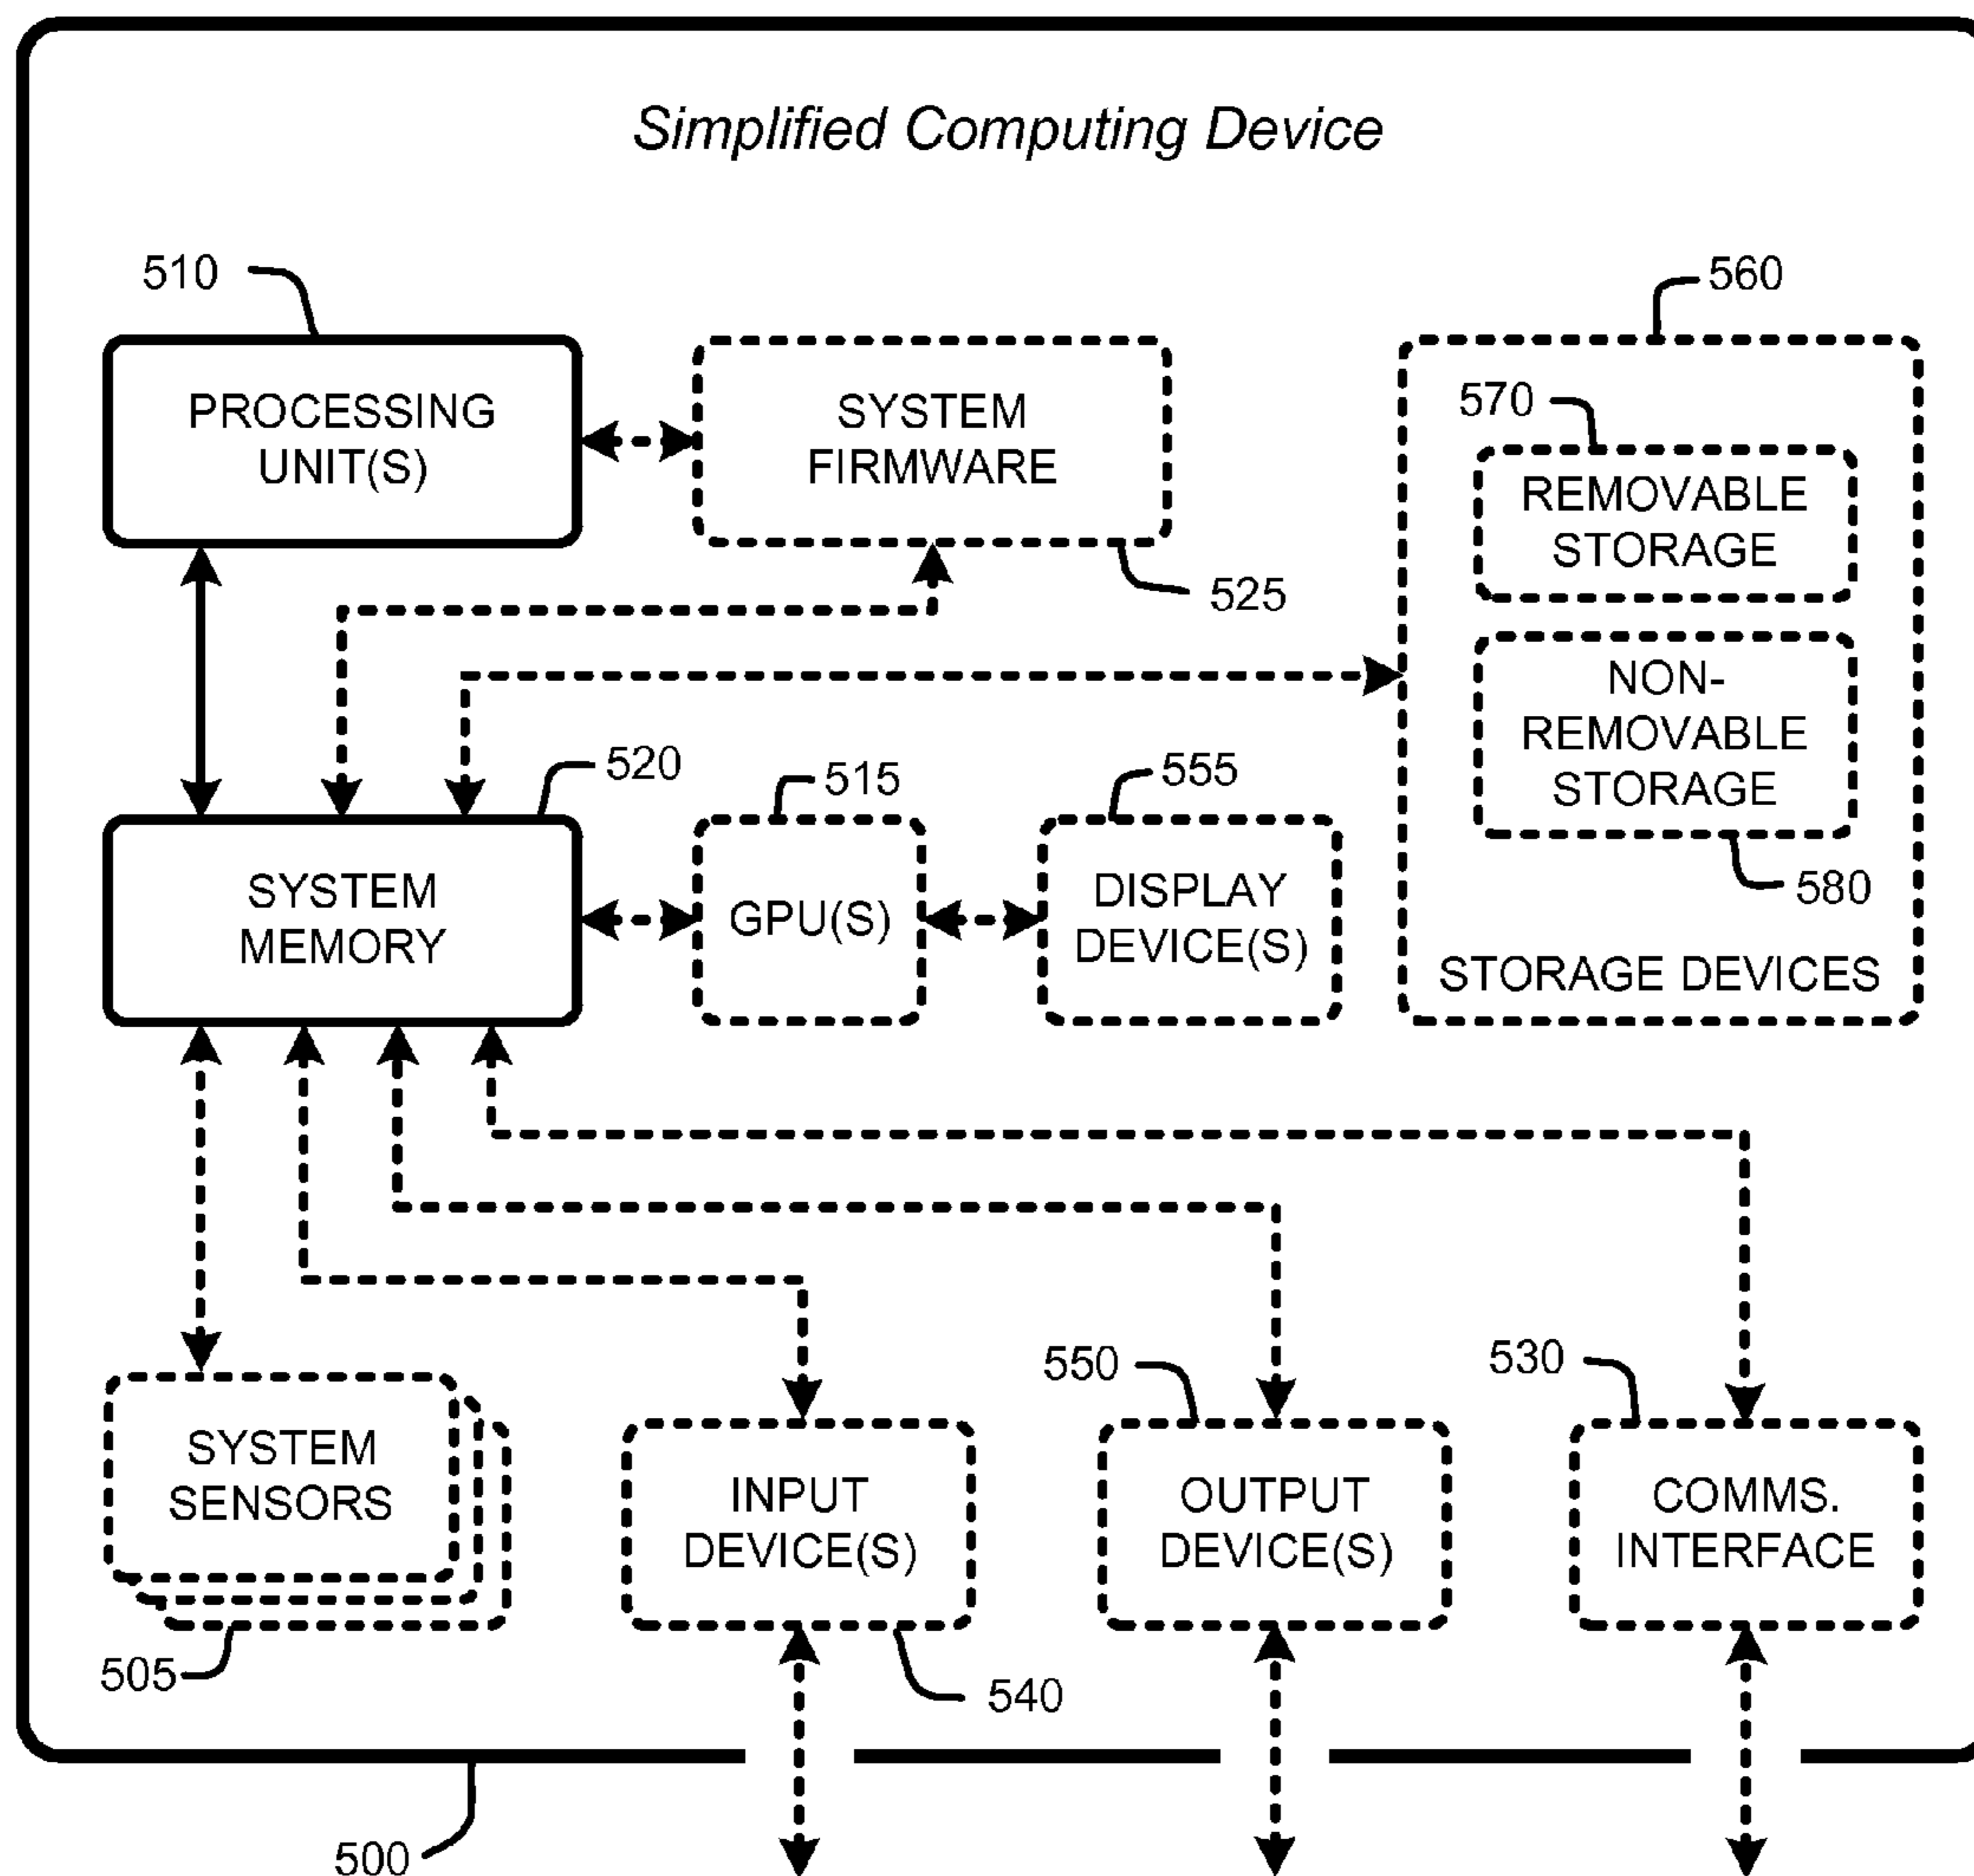 Simplified Computing Device
510
560
PROCESSING
UNIT(S)
SYSTEM
FIRMWARE
570
REMOVABLE
STORAGE
525
NON-
REMOVABLE
STORAGE
520
515
555
580
SYSTEM
MEMORY
GPU(S)
DISPLAY
DEVICE(S)
STORAGE DEVICES
550
530
SYSTEM
SENSORS
INPUT
DEVICE(S)
OUTPUT
DEVICE(S)
COMMS.
INTERFACE
505
540
500